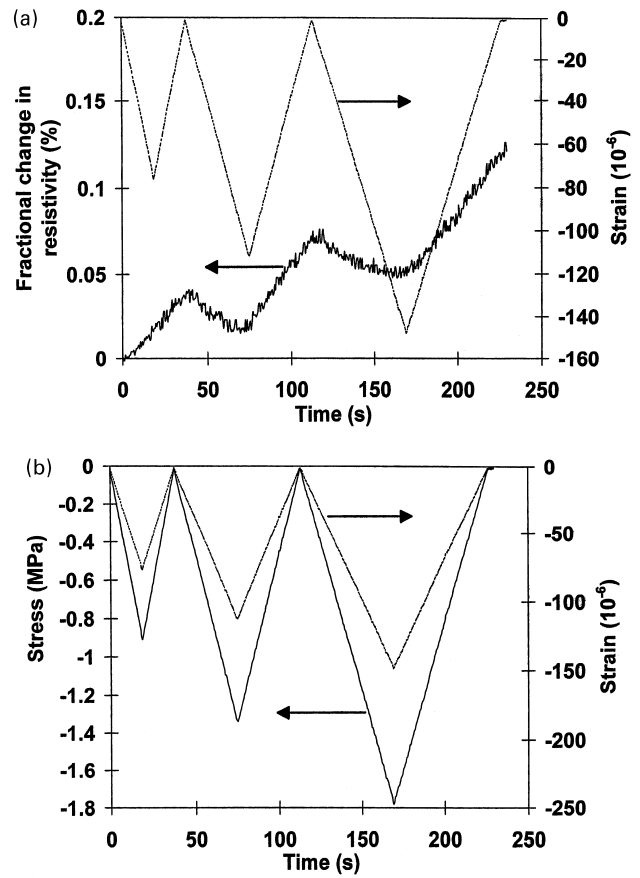 (a)
0.2
0.15
0.1
0.05
0
Fractional change in
resistivity (%)
0
-20
-40
-60
-80
-100
-120
-140
-160
Strain (10-6)
0 50 100 150 200 250
Time (s)
(b)
0
-0.2
-0.4
-0.6
-0.8
-1
-1.2
-1.4
-1.6
-1.8
Stress (MPa)
0
-50
-100
-150
-200
-250
Strain (10-6)
0 50 100 150 200 250
Time (s)